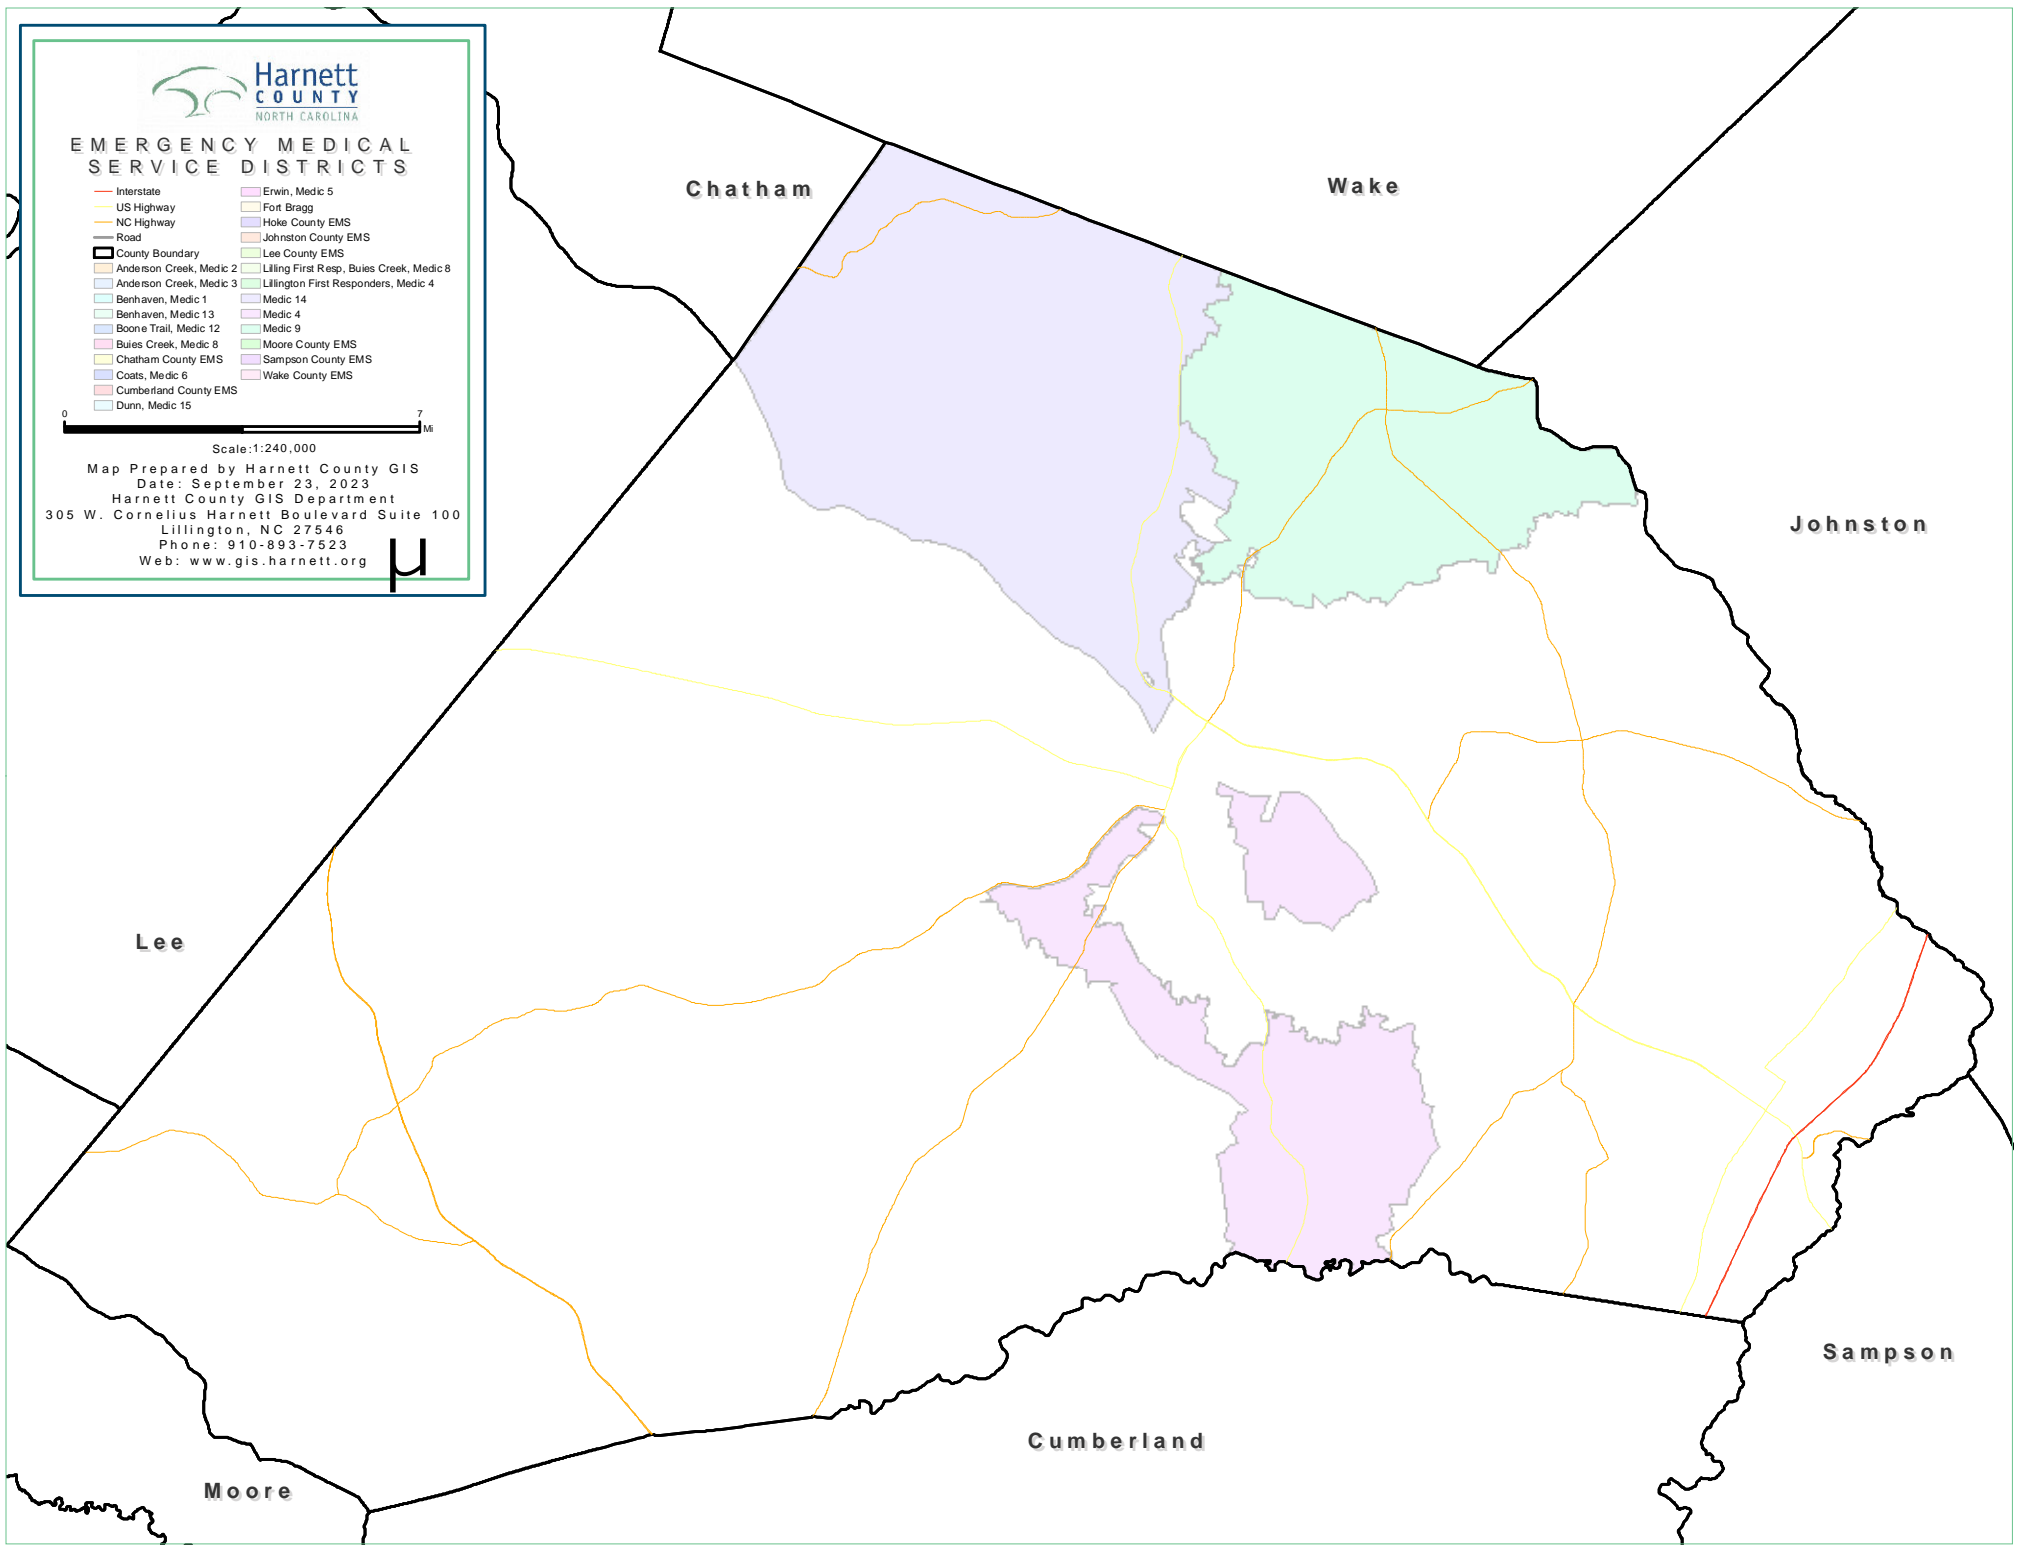 Harnett
COUNTY
NORTH CAROLINA
EMERGENCY MEDICAL
SERVICE DISTRICTS
Interstate
US Highway
NC Highway
Road
County Boundary
Anderson Creek, Medic 2
Anderson Creek, Medic 3
Benhaven, Medic 1
Benhaven, Medic 13
Boone Trail, Medic 12
Buies Creek, Medic 8
Chatham County EMS
Coats, Medic 6
Cumberland County EMS
Dunn, Medic 15
Erwin, Medic 5
Fort Bragg
Hoke County EMS
Johnston County EMS
Lee County EMS
Lilling First Resp, Buies Creek, Medic 8
Lillington First Responders, Medic 4
Medic 14
Medic 4
Medic 9
Moore County EMS
Sampson County EMS
Wake County EMS
0 7
Mi
Scale:1:240,000
Map Prepared by Harnett County GIS
Date: September 23, 2023
Harnett County GIS Department
305 W. Cornelius Harnett Boulevard Suite 100
Lillington, NC 27546
Phone: 910-893-7523
Web: www.gis.harnett.org
µ
Chatham
Wake
Johnston
Lee
Sampson
Cumberland
Moore